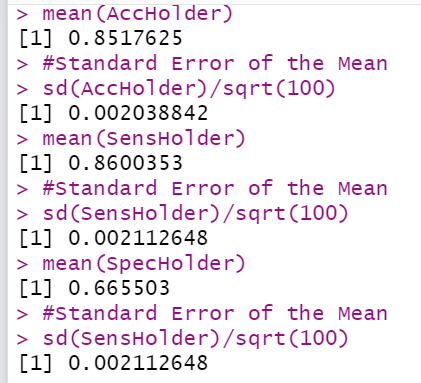 > mean(AccHolder)
[1] 0.8517625
> #Standard Error of the Mean
> sd(AccHolder)/sqrt(100)
[1] 0.002038842
> mean(SensHolder)
[1] 0.8600353
> #Standard Error of the Mean
> sd(SensHolder)/sqrt(100)
[1] 0.002112648
> mean(SpecHolder)
[1] 0.665503
> #Standard Error of the Mean
> sd(SensHolder)/sqrt(100)
[1] 0.002112648